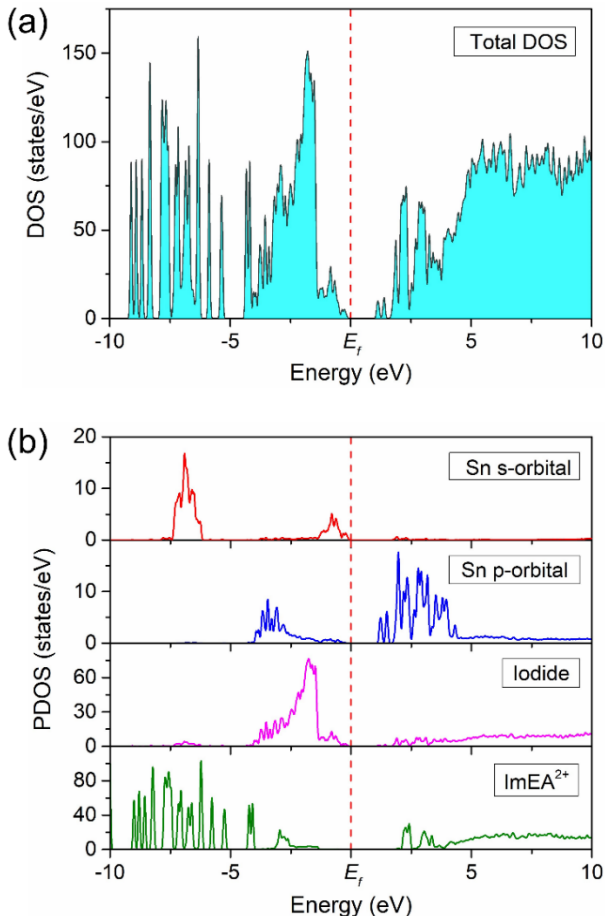 (a)
Total DOS
150
100
50
0
DOS (states/eV)
-10 -5 E_f 5 10
Energy (eV)
(b)
20
10
0
Sn s-orbital
10
0
Sn p-orbital
60
30
0
Iodide
80
40
0
ImEA²⁺
PDOS (states/eV)
-10 -5 E_f 5 10
Energy (eV)